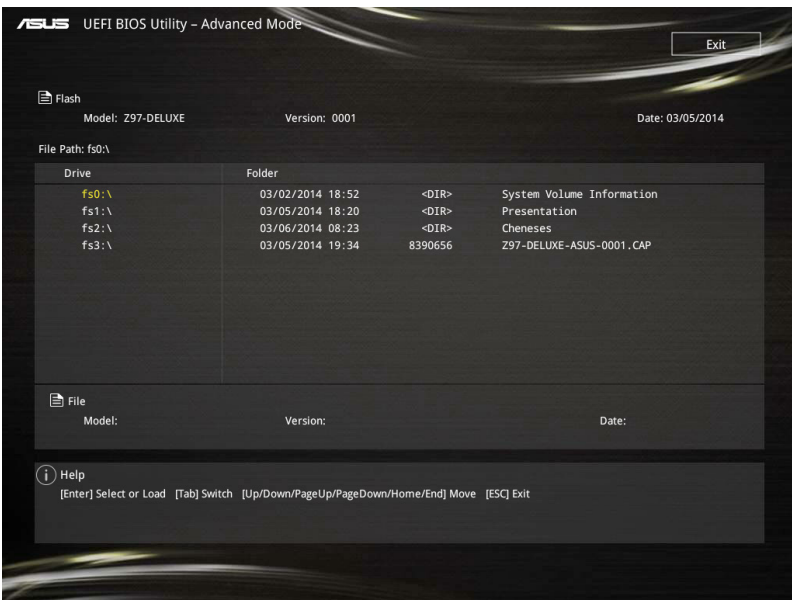 ASUS UEFI BIOS Utility – Advanced Mode
Exit
Flash
Model: Z97-DELUXE Version: 0001 Date: 03/05/2014
File Path: fs0:\
Drive Folder
fs0:\ 03/02/2014 18:52 <DIR> System Volume Information
fs1:\ 03/05/2014 18:20 <DIR> Presentation
fs2:\ 03/06/2014 08:23 <DIR> Cheneses
fs3:\ 03/05/2014 19:34 8390656 Z97-DELUXE-ASUS-0001.CAP
File
Model: Version: Date:
Help
[Enter] Select or Load [Tab] Switch [Up/Down/PageUp/PageDown/Home/End] Move [ESC] Exit